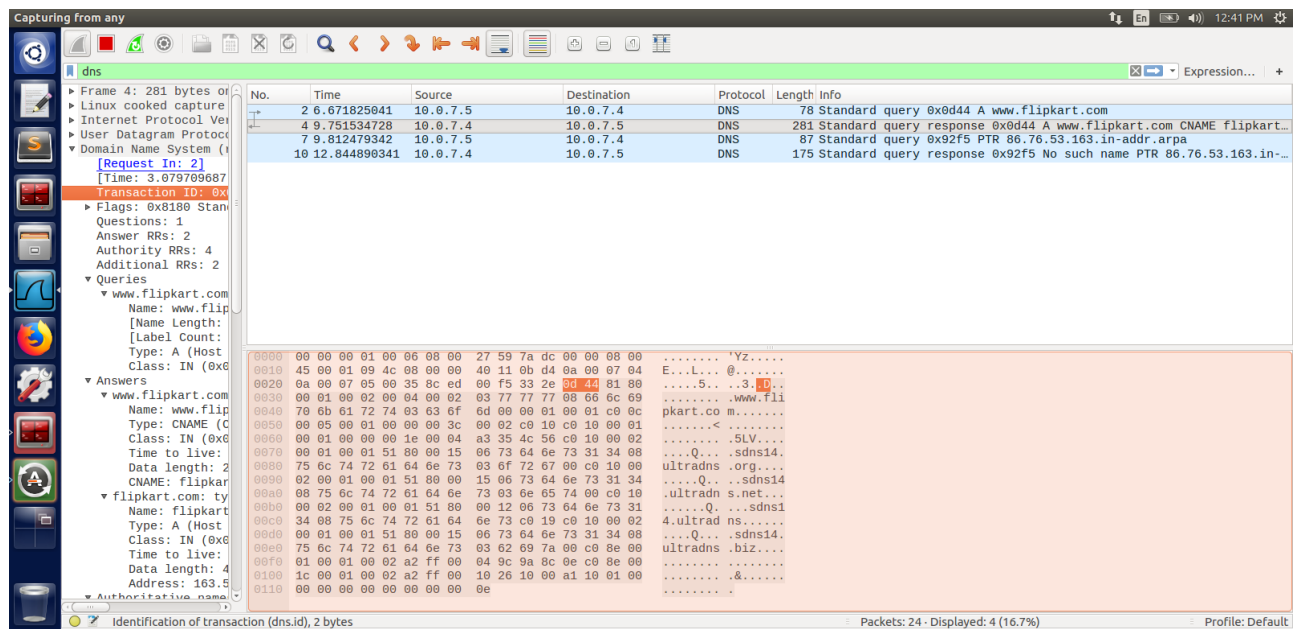 Capturing from any
En
12:41 PM
dns
Expression…
+
▸ Frame 4: 281 bytes on
▸ Linux cooked capture
▸ Internet Protocol Ver
▸ User Datagram Protoco
▾ Domain Name System (r
[Request In: 2]
[Time: 3.079709687
Transaction ID: 0x0
▸ Flags: 0x8180 Stan
Questions: 1
Answer RRs: 2
Authority RRs: 4
Additional RRs: 2
▾ Queries
▾ www.flipkart.com
Name: www.flip
[Name Length:
[Label Count:
Type: A (Host
Class: IN (0x0
▾ Answers
▾ www.flipkart.com
Name: www.flip
Type: CNAME (C
Class: IN (0x0
Time to live:
Data length: 2
CNAME: flipkar
▾ flipkart.com: ty
Name: flipkart
Type: A (Host
Class: IN (0x0
Time to live:
Data length: 4
Address: 163.5
▾ Authoritative name
No. Time Source Destination Protocol Length Info
2 6.671825041 10.0.7.5 10.0.7.4 DNS 78 Standard query 0x0d44 A www.flipkart.com
4 9.751534728 10.0.7.4 10.0.7.5 DNS 281 Standard query response 0x0d44 A www.flipkart.com CNAME flipkart…
7 9.812479342 10.0.7.5 10.0.7.4 DNS 87 Standard query 0x92f5 PTR 86.76.53.163.in-addr.arpa
10 12.844890341 10.0.7.4 10.0.7.5 DNS 175 Standard query response 0x92f5 No such name PTR 86.76.53.163.in-…
0000 00 00 00 01 00 06 08 00 27 59 7a dc 00 00 08 00 ........ 'Yz.....
0010 45 00 01 09 4c 08 00 00 40 11 0b d4 0a 00 07 04 E...L... @.......
0020 0a 00 07 05 00 35 8c ed 00 f5 33 2e 0d 44 81 80 .....5.. ..3..D..
0030 00 01 00 02 00 04 00 02 03 77 77 77 08 66 6c 69 ........ .www.fli
0040 70 6b 61 72 74 03 63 6f 6d 00 00 01 00 01 c0 0c pkart.co m.......
0050 00 05 00 01 00 00 00 3c 00 02 c0 10 c0 10 00 01 .......< ........
0060 00 01 00 00 00 1e 00 04 a3 35 4c 56 c0 10 00 02 ........ .5LV....
0070 00 01 00 01 51 80 00 15 06 73 64 6e 73 31 34 08 ....Q... .sdns14.
0080 75 6c 74 72 61 64 6e 73 03 6f 72 67 00 c0 10 00 ultradns .org....
0090 02 00 01 00 01 51 80 00 15 06 73 64 6e 73 31 34 .....Q.. ..sdns14
00a0 08 75 6c 74 72 61 64 6e 73 03 6e 65 74 00 c0 10 .ultradn s.net...
00b0 00 02 00 01 00 01 51 80 00 12 06 73 64 6e 73 31 ......Q. ...sdns1
00c0 34 08 75 6c 74 72 61 64 6e 73 c0 19 c0 10 00 02 4.ultrad ns......
00d0 00 01 00 01 51 80 00 15 06 73 64 6e 73 31 34 08 ....Q... .sdns14.
00e0 75 6c 74 72 61 64 6e 73 03 62 69 7a 00 c0 8e 00 ultradns .biz....
00f0 01 00 01 00 02 a2 ff 00 04 9c 9a 8c 0e c0 8e 00 ........ ........
0100 1c 00 01 00 02 a2 ff 00 10 26 10 00 a1 10 01 00 ........ .&......
0110 00 00 00 00 00 00 00 00 0e ........ .
Identification of transaction (dns.id), 2 bytes
Packets: 24 · Displayed: 4 (16.7%)
Profile: Default